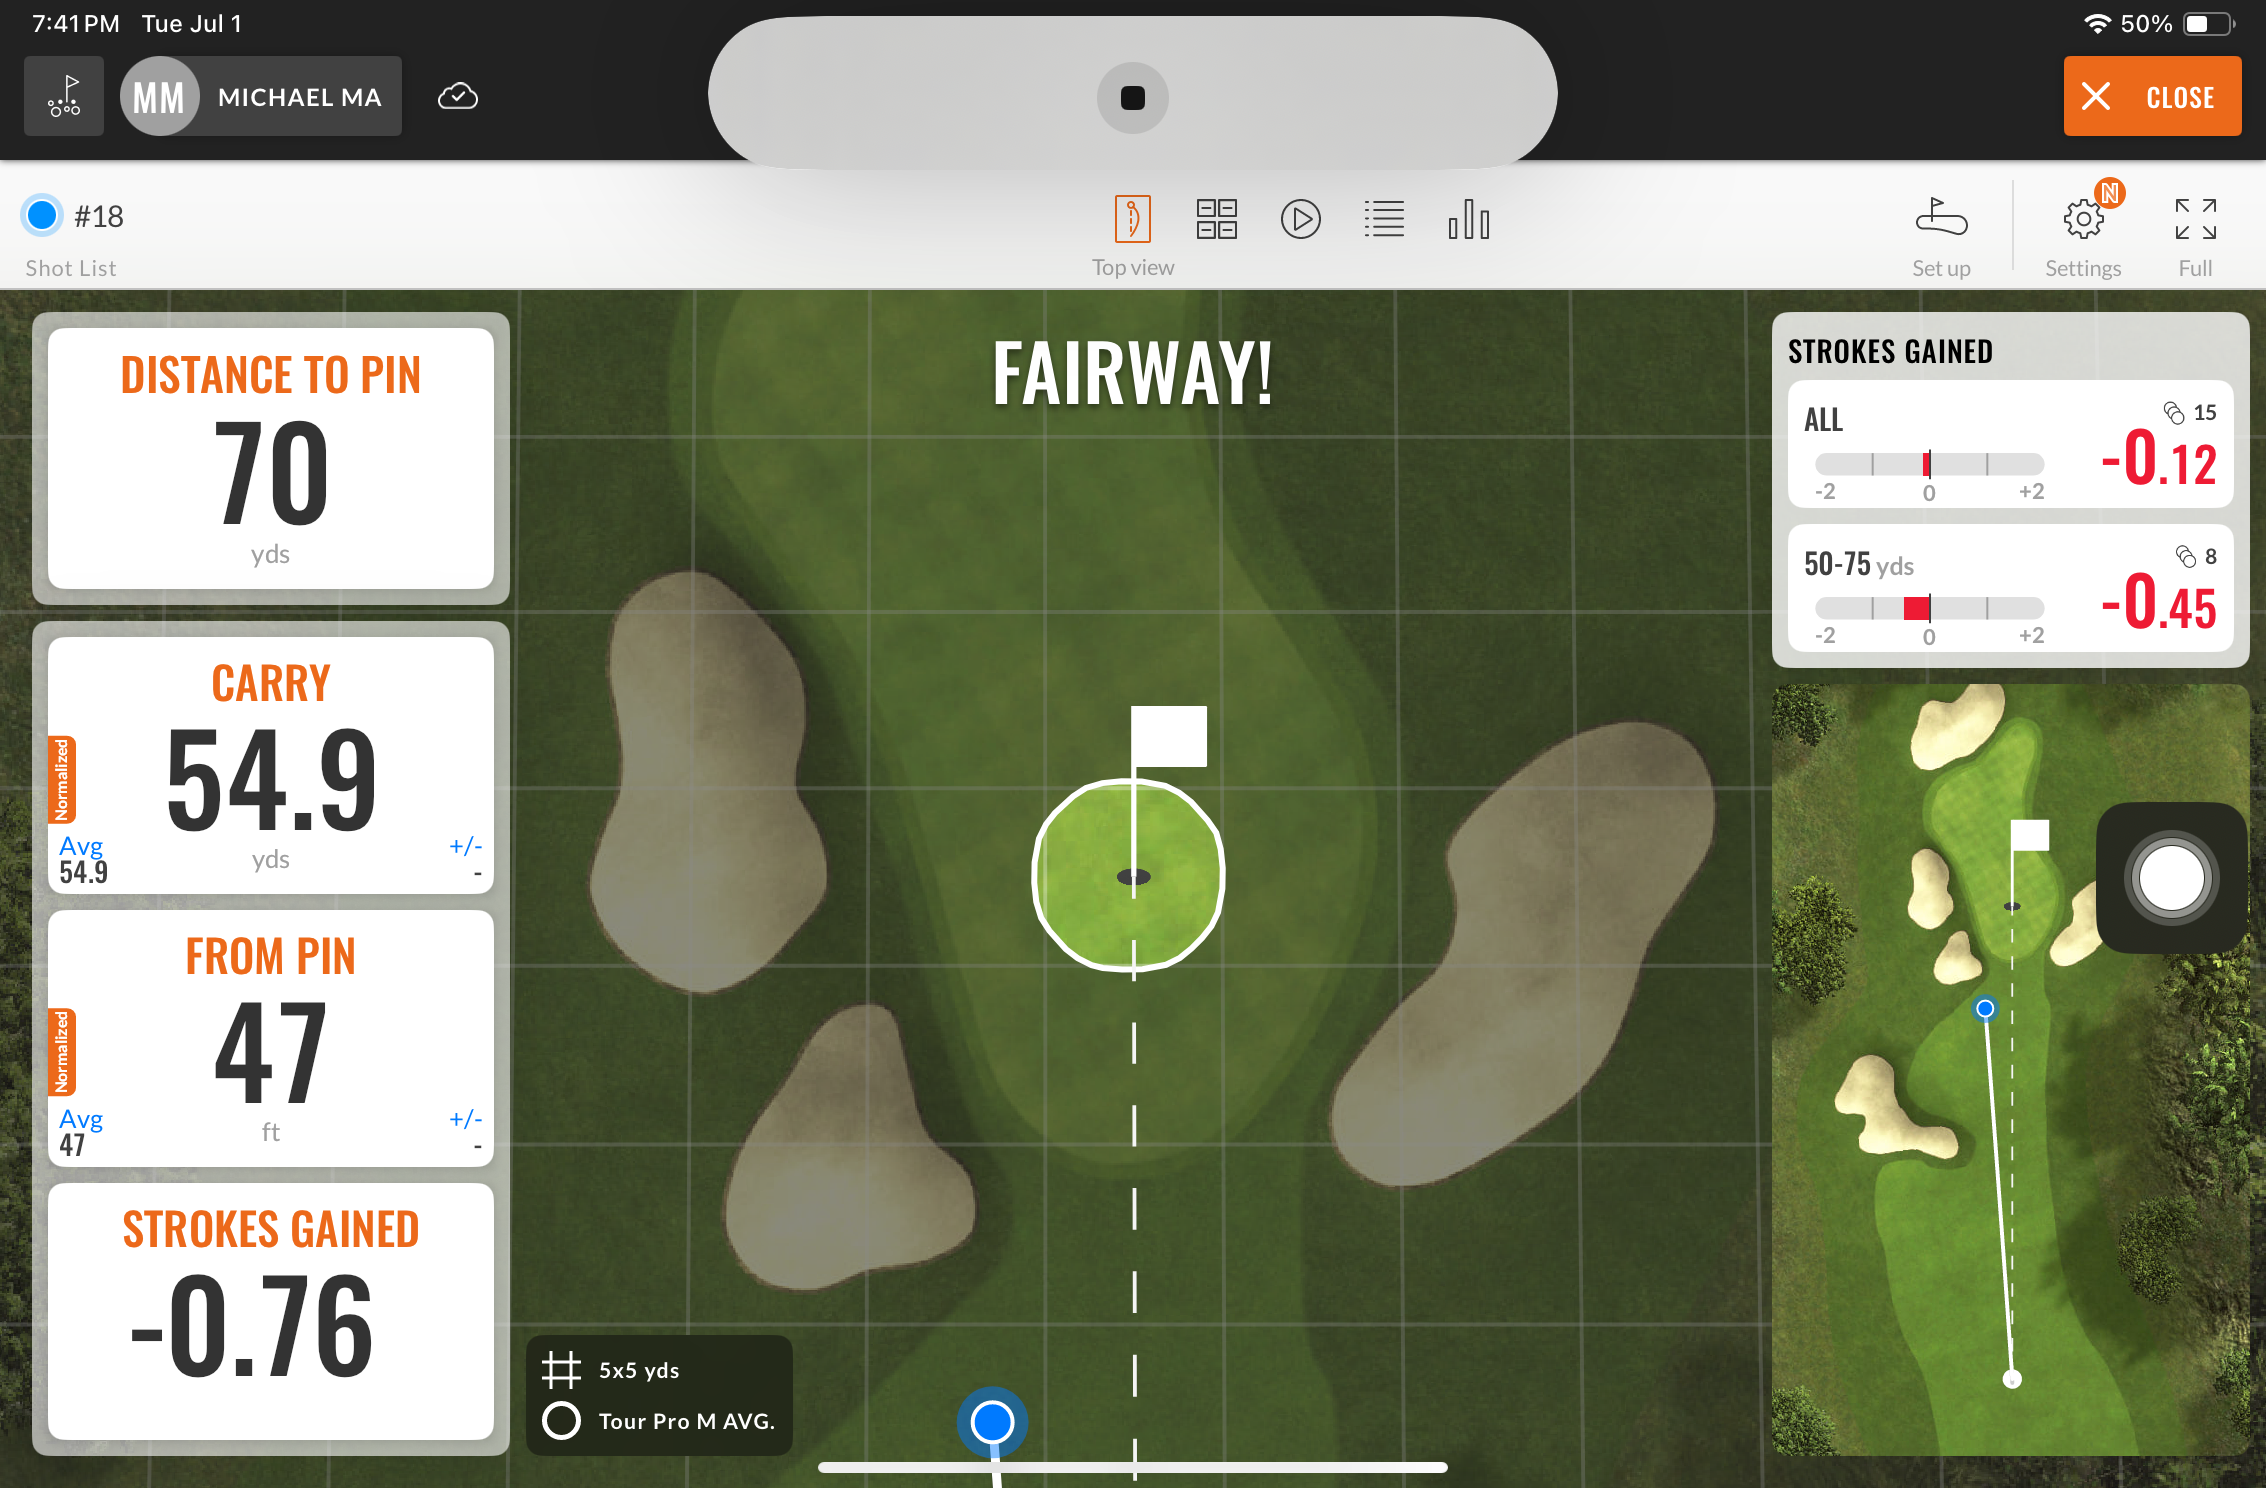 7:41 PM Tue Jul 1
50%
MM
MICHAEL MA
CLOSE
#18
Shot List
Top view
Set up
N
Settings
Full
DISTANCE TO PIN
70
yds
CARRY
Normalized
54.9
yds
Avg
54.9
+/-
-
FROM PIN
Normalized
47
ft
Avg
47
+/-
-
STROKES GAINED
-0.76
FAIRWAY!
5x5 yds
Tour Pro M AVG.
STROKES GAINED
ALL
15
-0.12
-2 0 +2
50-75 yds
8
-0.45
-2 0 +2